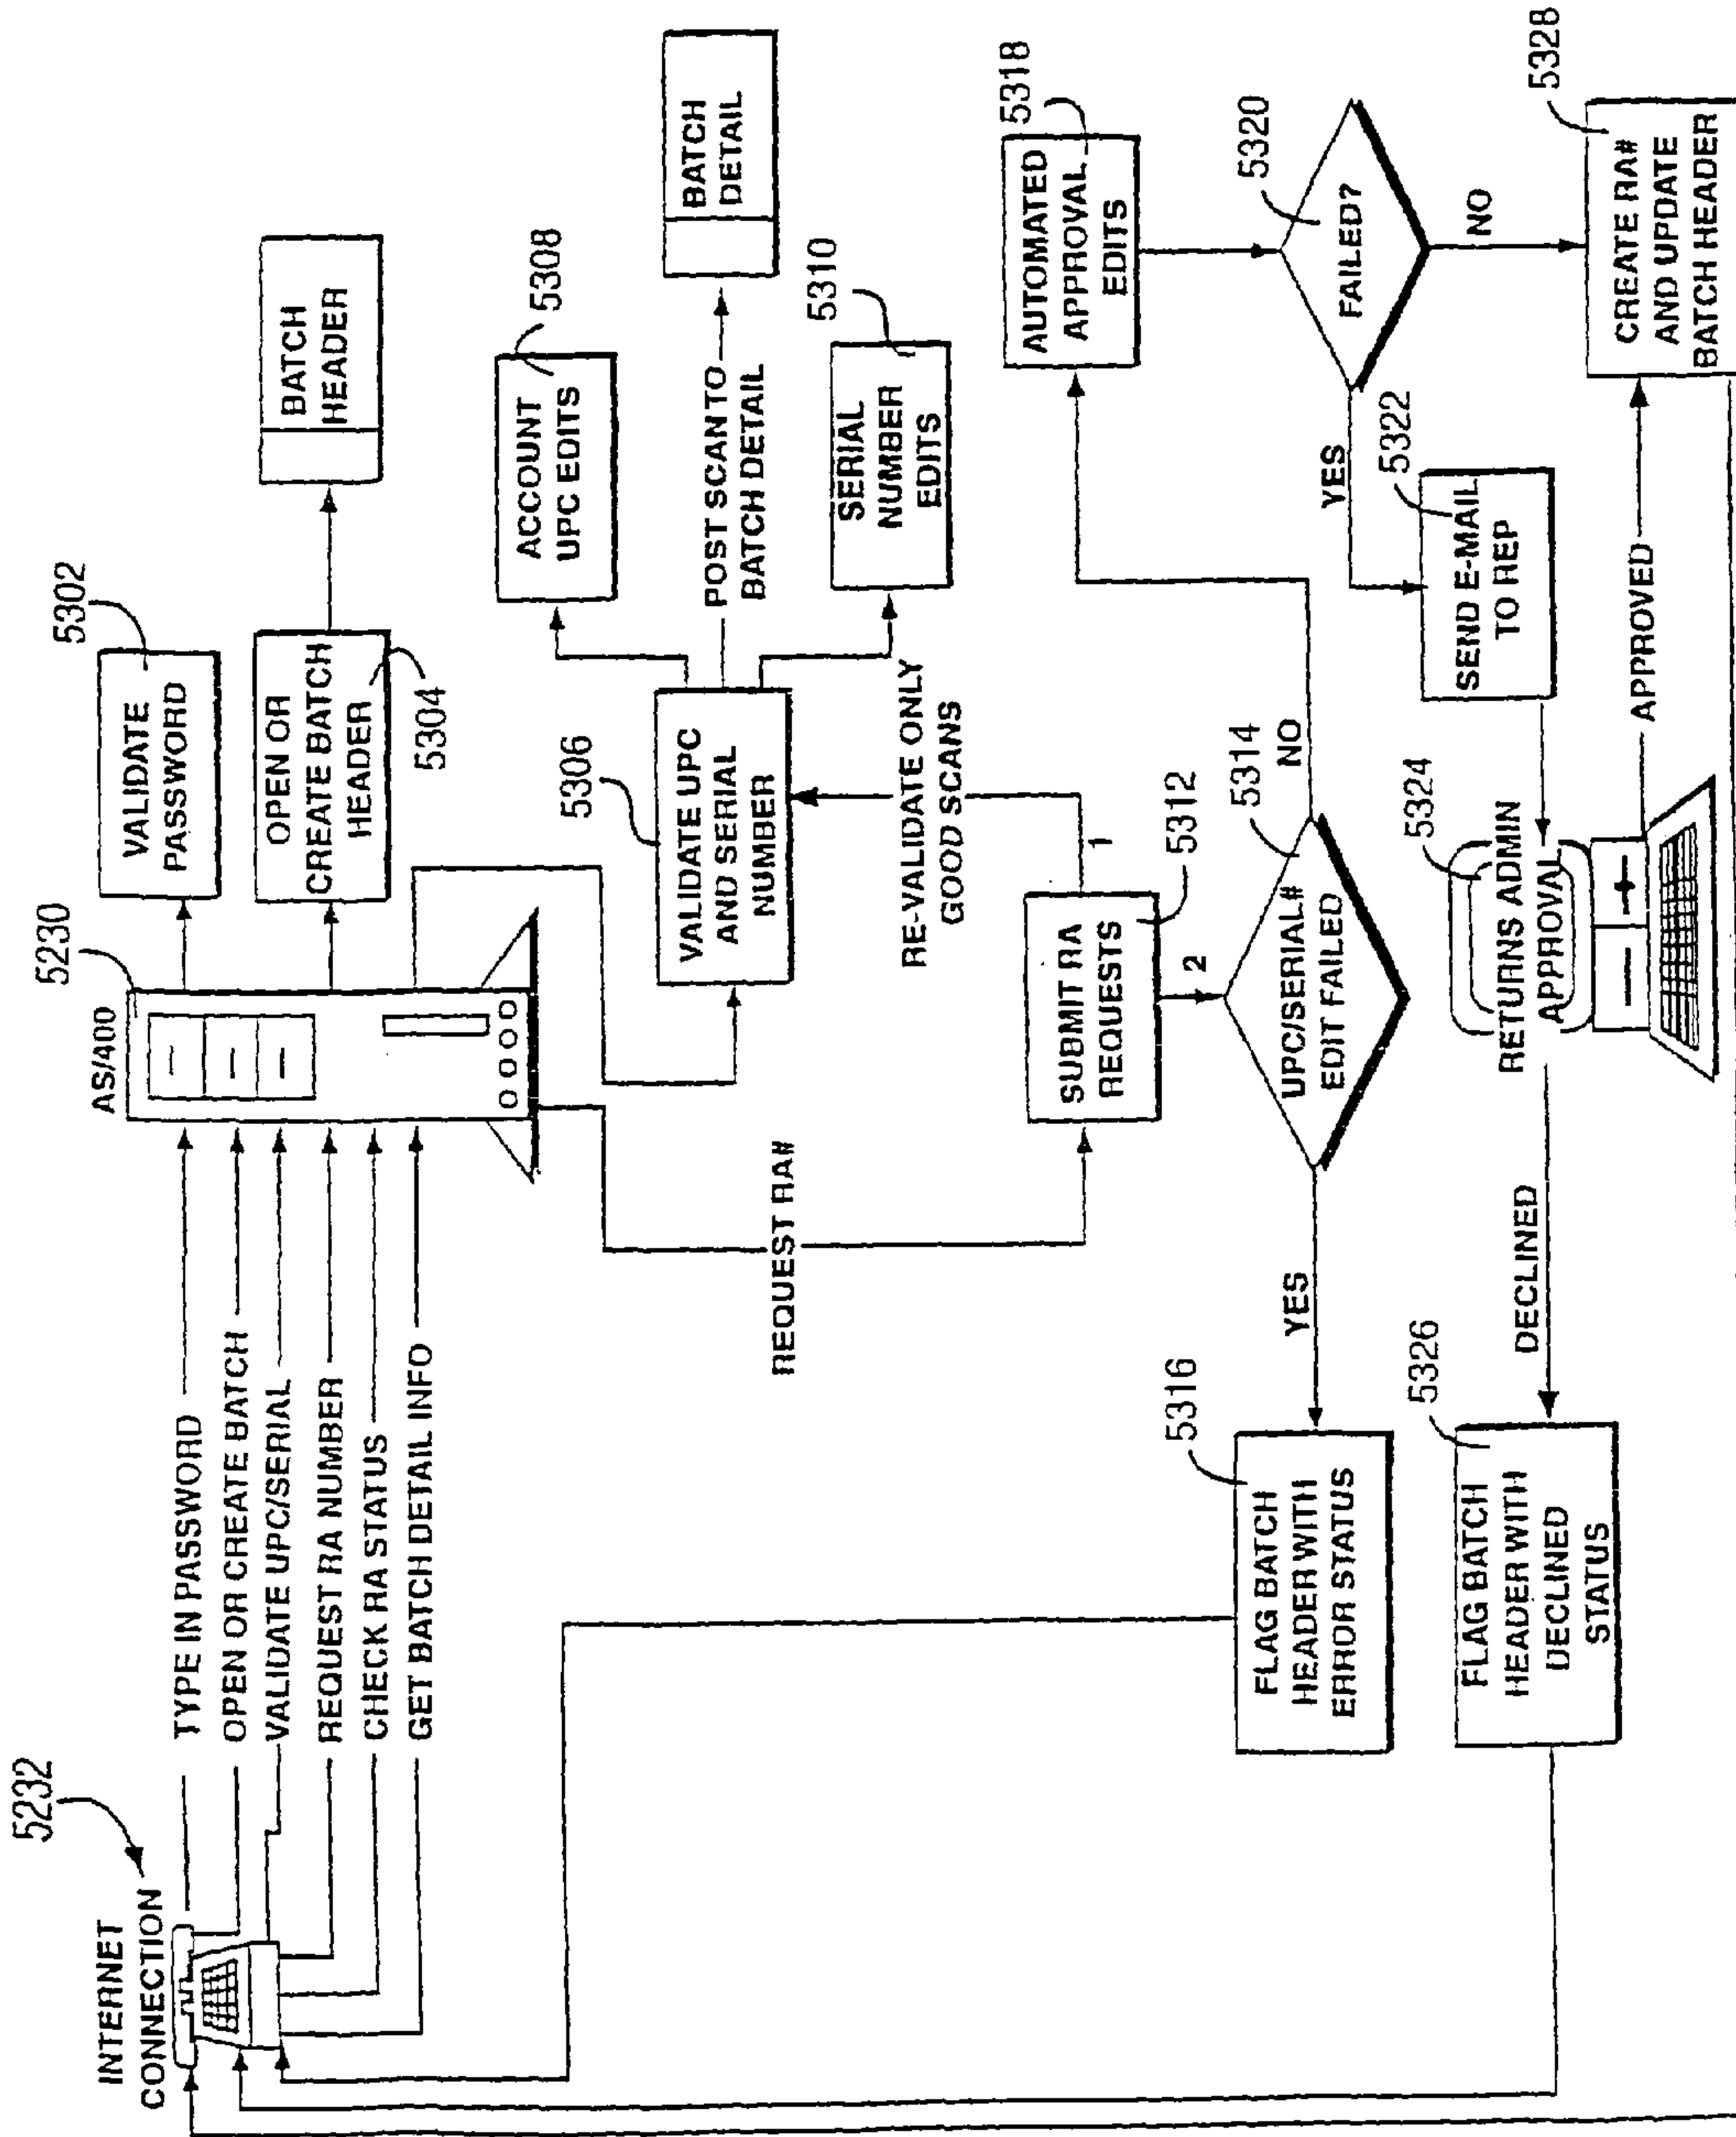 5232
INTERNET
CONNECTION
TYPE IN PASSWORD
OPEN OR CREATE BATCH
VALIDATE UPC/SERIAL
REQUEST RA NUMBER
CHECK RA STATUS
GET BATCH DETAIL INFO
AS/400
5230
VALIDATE
PASSWORD
5302
OPEN OR
CREATE BATCH
HEADER
5304
BATCH
HEADER
5306
VALIDATE UPC
AND SERIAL
NUMBER
ACCOUNT
UPC EDITS
5308
POST SCAN TO
BATCH DETAIL
BATCH
DETAIL
SERIAL
NUMBER
EDITS
5310
RE-VALIDATE ONLY
GOOD SCANS
REQUEST RA#
SUBMIT RA
REQUESTS
5312
1
2
UPC/SERIAL#
EDIT FAILED
5314
YES
NO
5316
FLAG BATCH
HEADER WITH
ERROR STATUS
AUTOMATED
APPROVAL
EDITS
5318
FAILED?
5320
YES
NO
SEND E-MAIL
TO REP
5322
RETURNS ADMIN
APPROVAL
5324
DECLINED
APPROVED
5326
FLAG BATCH
HEADER WITH
DECLINED
STATUS
CREATE RA#
AND UPDATE
BATCH HEADER
5328